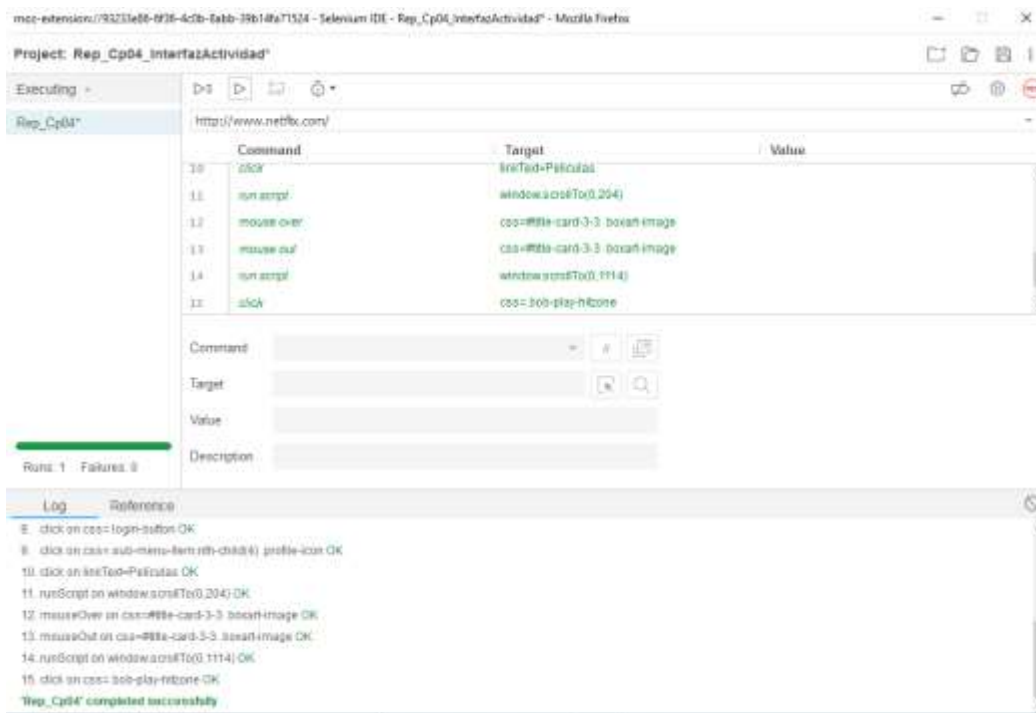 moz-extension://93233e86-6f36-4c0b-8abb-39b14fa71524 - Selenium IDE - Rep_Cp04_InterfazActividad* - Mozilla Firefox
Project: Rep_Cp04_InterfazActividad*
Executing
Rep_Cp04*
http://www.netflix.com/
Command Target Value
10 click linkText=Películas
11 run script window.scrollTo(0,204)
12 mouse over css=#title-card-3-3 .boxart-image
13 mouse out css=#title-card-3-3 .boxart-image
14 run script window.scrollTo(0,1114)
15 click css=.bob-play-hitzone
Command
//
Target
Value
Description
Runs: 1 Failures: 0
Log Reference
8. click on css=.login-button OK
9. click on css=.sub-menu-item:nth-child(4) .profile-icon OK
10. click on linkText=Películas OK
11. runScript on window.scrollTo(0,204) OK
12. mouseOver on css=#title-card-3-3 .boxart-image OK
13. mouseOut on css=#title-card-3-3 .boxart-image OK
14. runScript on window.scrollTo(0,1114) OK
15. click on css=.bob-play-hitzone OK
'Rep_Cp04' completed successfully